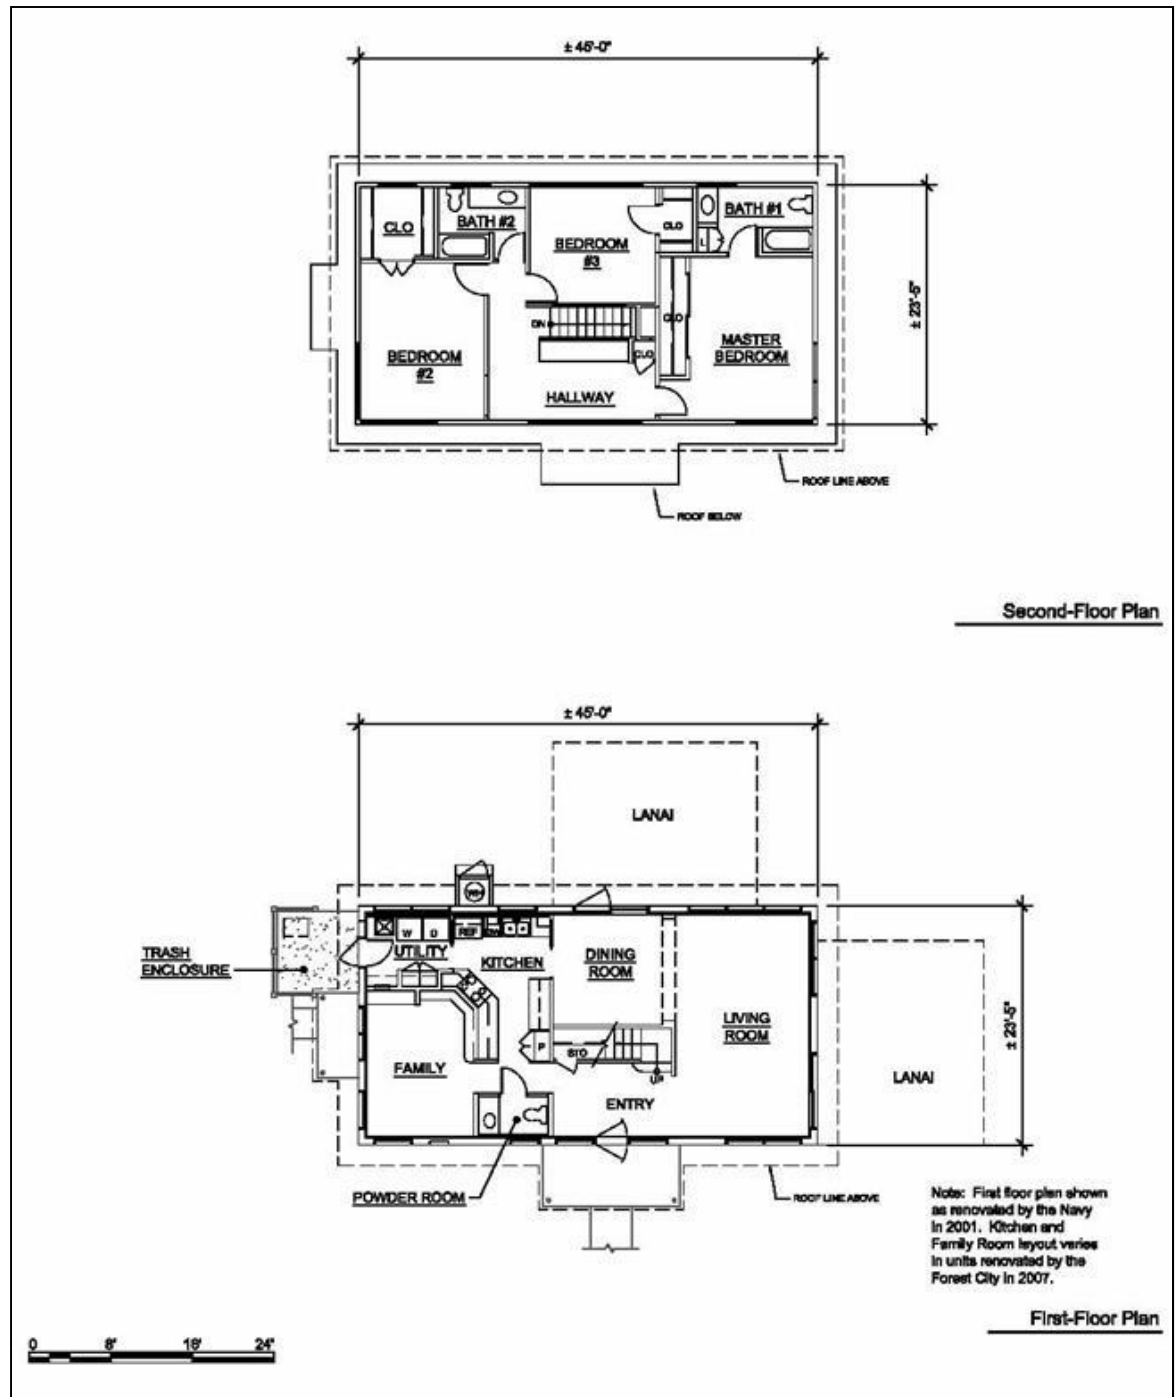 ± 45'-0"
CLO
BATH #2
BEDROOM
#3
CLO
BATH #1
L
± 23'-5"
DN
CLO
CLO
BEDROOM
#2
MASTER
BEDROOM
HALLWAY
ROOF LINE ABOVE
ROOF BELOW
Second-Floor Plan
± 45'-0"
LANAI
WH
W
D
REF
DW
UTILITY
KITCHEN
DINING
ROOM
TRASH
ENCLOSURE
LIVING
ROOM
± 23'-5"
FAMILY
P
STO
UP
LANAI
ENTRY
POWDER ROOM
ROOF LINE ABOVE
Note: First floor plan shown
as renovated by the Navy
in 2001. Kitchen and
Family Room layout varies
in units renovated by the
Forest City in 2007.
First-Floor Plan
0 8' 16' 24'